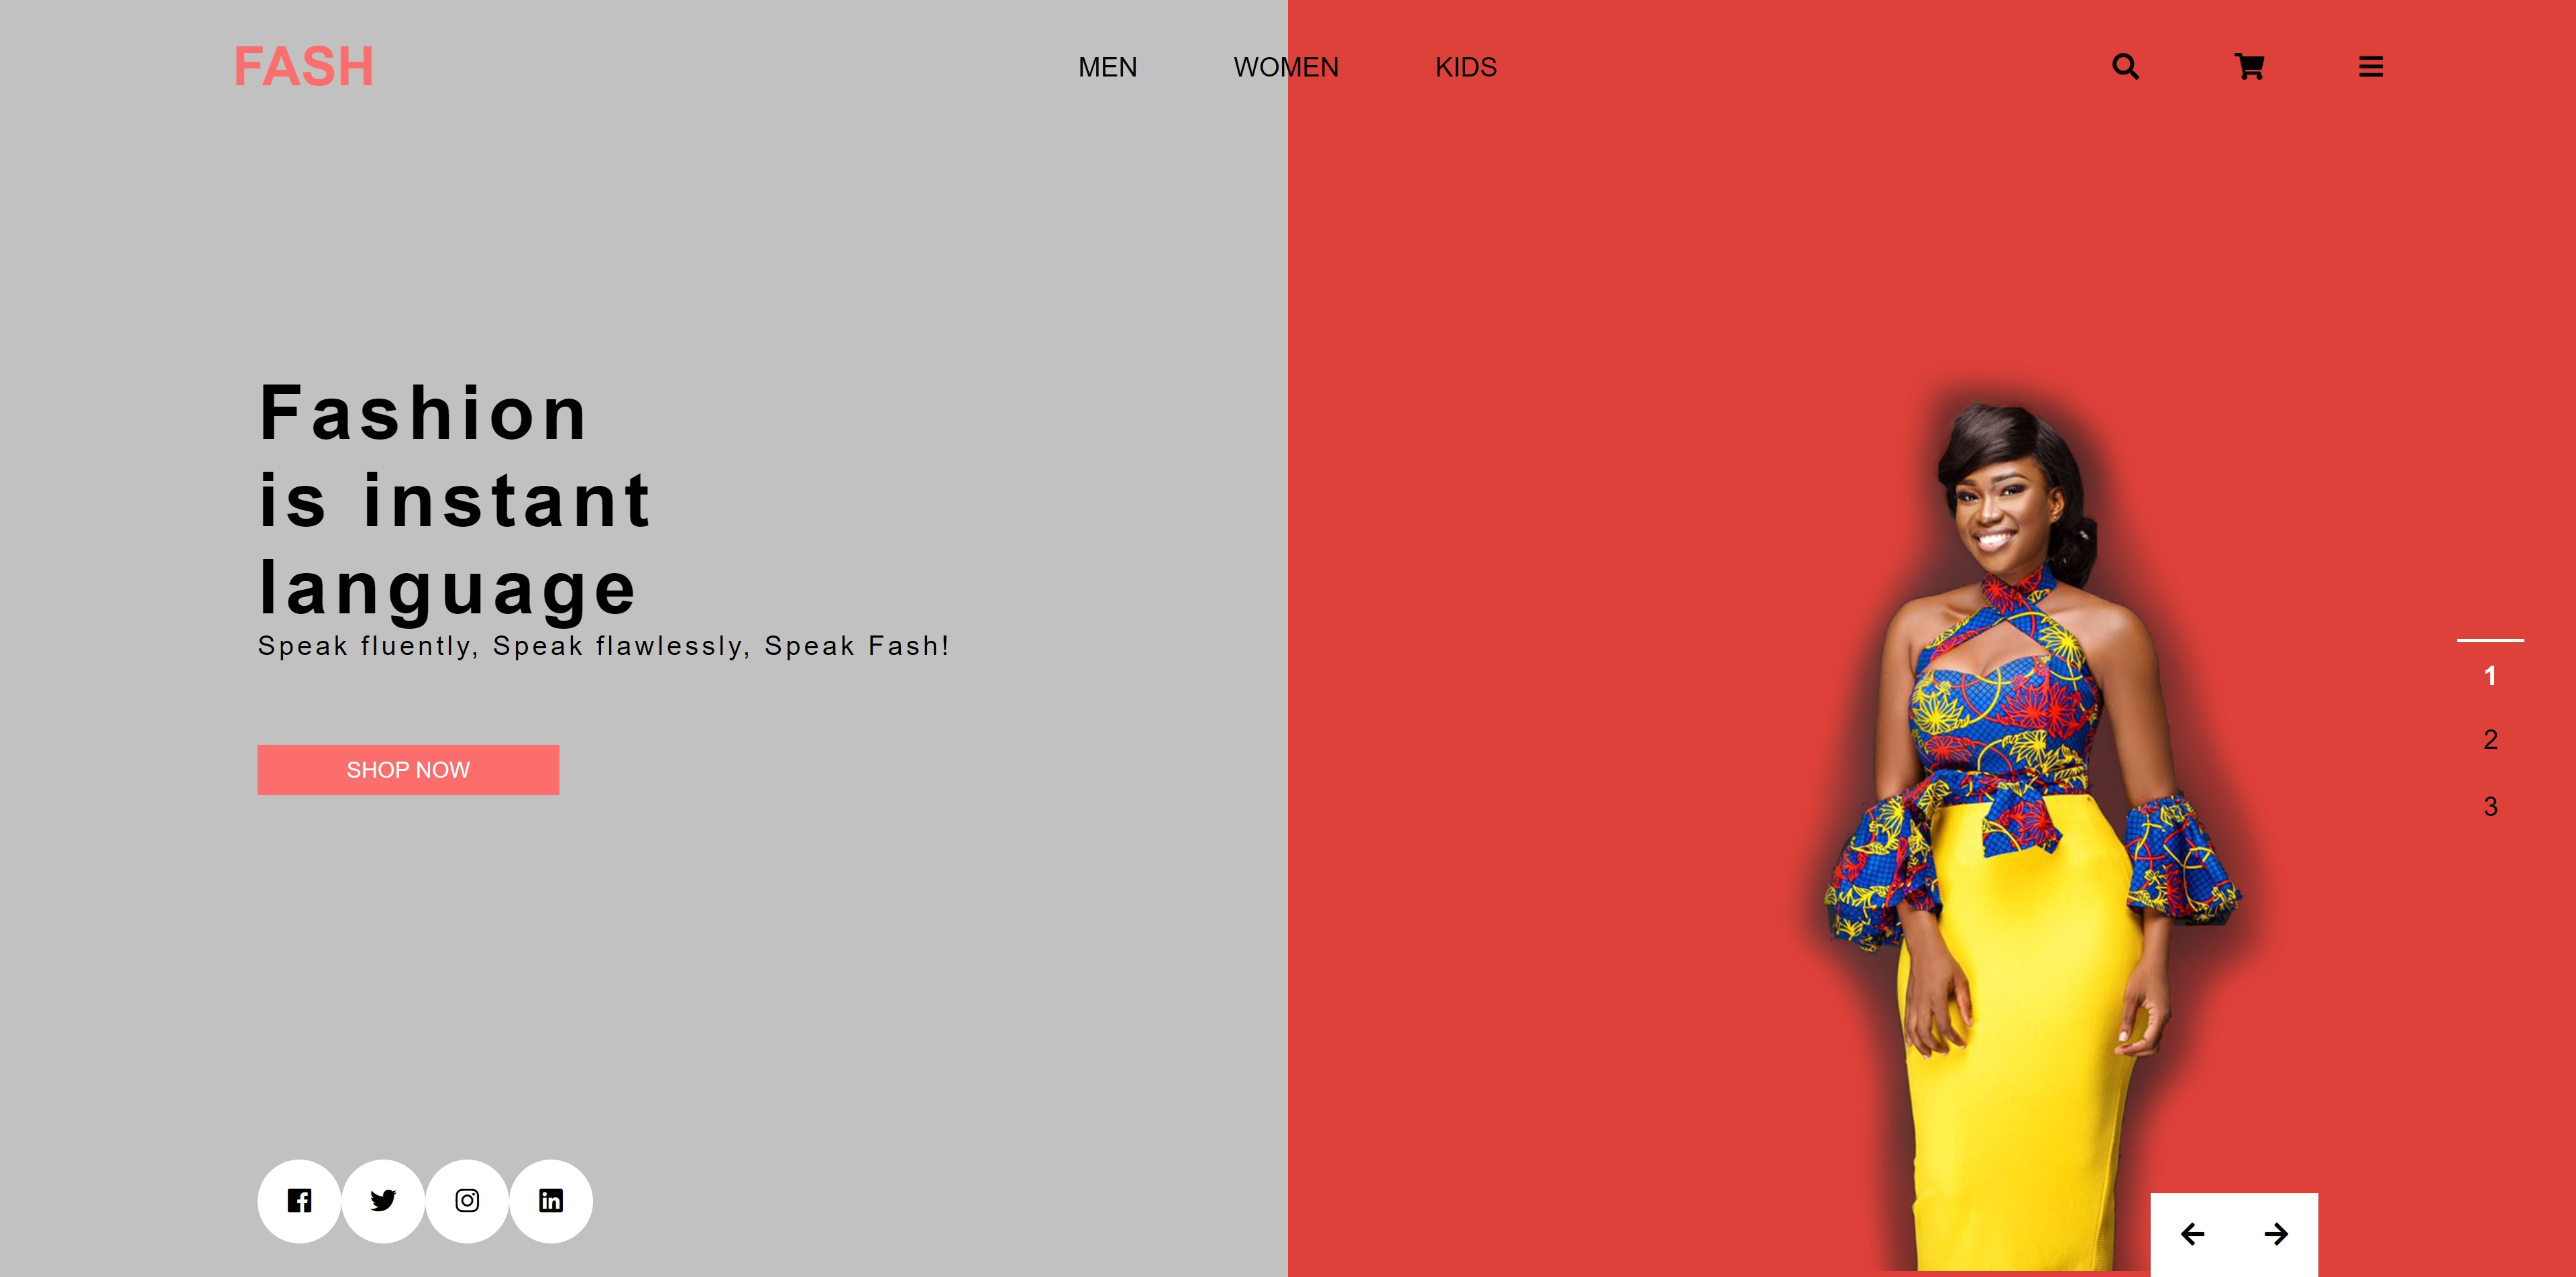 FASH
MEN WOMEN KIDS
Fashion
is instant
language
Speak fluently, Speak flawlessly, Speak Fash!
SHOP NOW
1
2
3